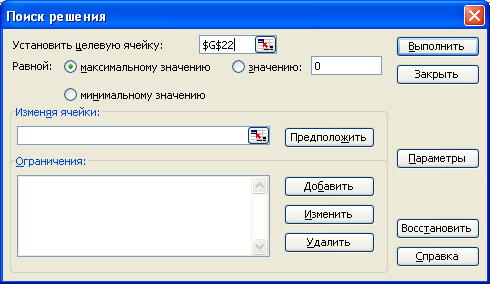 Поиск решения
Установить целевую ячейку: $G$22 Выполнить
Равной: максимальному значению значению: 0 Закрыть
минимальному значению
Изменяя ячейки:
Предположить
Ограничения: Параметры
Добавить
Изменить Восстановить
Удалить Справка